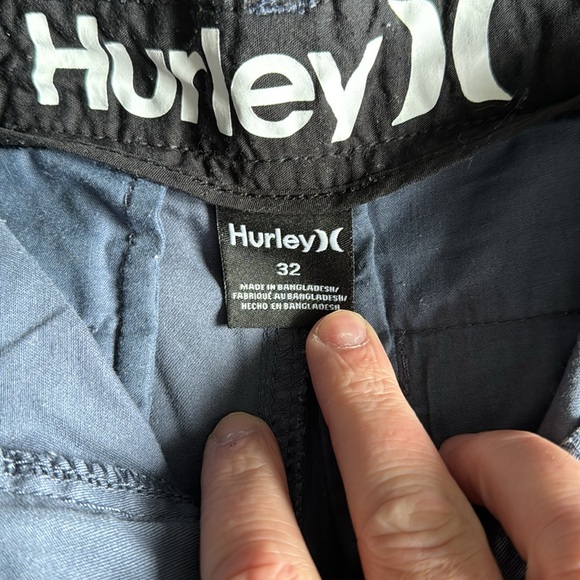 Hurley
Hurley
32
MADE IN BANGLADESH/
FABRIQUÉ AU BANGLADESH/
HECHO EN BANGLADESH